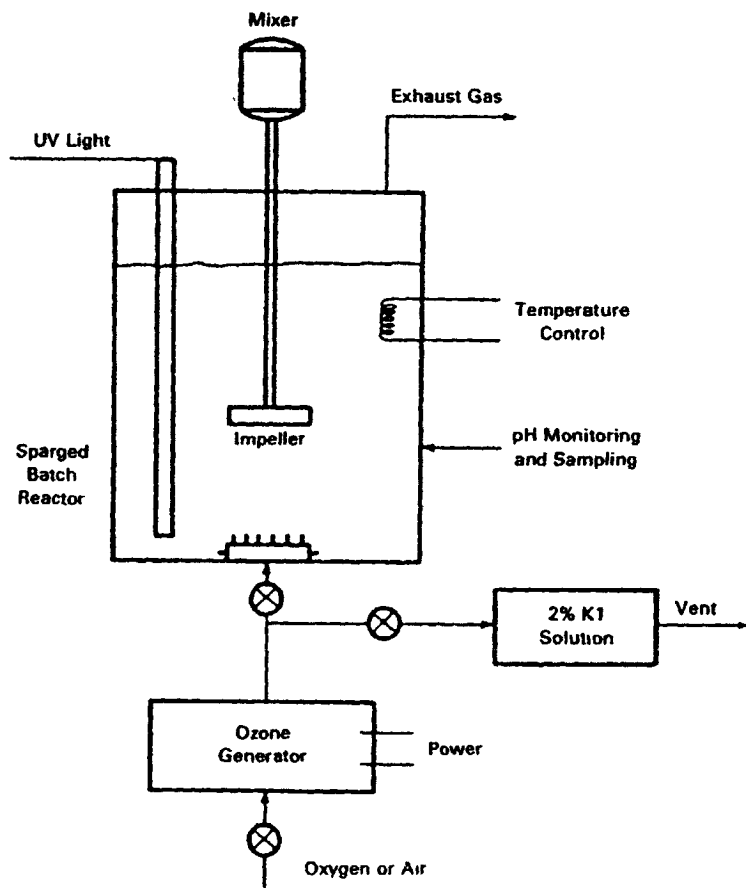 Mixer
Exhaust Gas
UV Light
Temperature
Control
Impeller
pH Monitoring
and Sampling
Sparged
Batch
Reactor
2% K1
Solution
Vent
Ozone
Generator
Power
Oxygen or Air